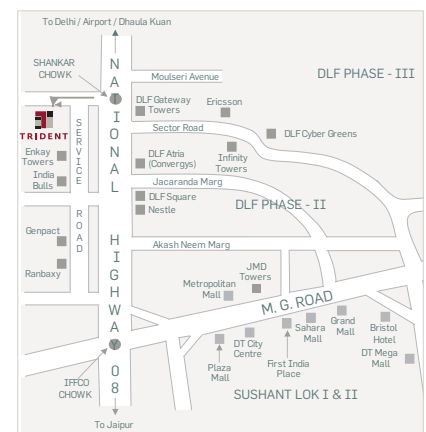 To Delhi / Airport / Dhaula Kuan
SHANKAR
CHOWK
NATIONAL HIGHWAY 08
Moulseri Avenue
DLF PHASE - III
DLF Gateway
Towers
Ericsson
TRIDENT
SERVICE ROAD
Sector Road
DLF Cyber Greens
Enkay
Towers
DLF Atria
(Convergys)
Infinity
Towers
India
Bulls
Jacaranda Marg
DLF Square
Nestle
DLF PHASE - II
Genpact
Akash Neem Marg
Ranbaxy
JMD
Towers
Metropolitan
Mall
M. G. ROAD
Grand
Mall
Sahara
Mall
Bristol
Hotel
DT City
Centre
DT Mega
Mall
First India
Place
Plaza
Mall
IFFCO
CHOWK
SUSHANT LOK I & II
To Jaipur